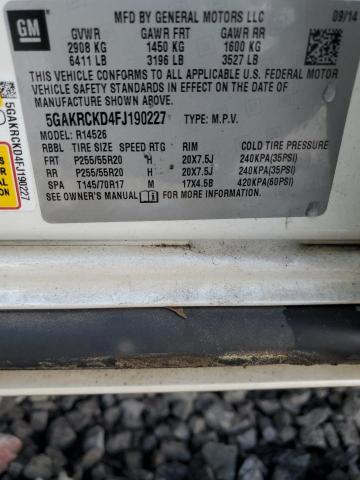 GM
MFD BY GENERAL MOTORS LLC 09/14
GVWR GAWR FRT GAWR RR
2908 KG 1450 KG 1600 KG
6411 LB 3196 LB 3527 LB
THIS VEHICLE CONFORMS TO ALL APPLICABLE U.S. FEDERAL MOTOR
VEHICLE SAFETY STANDARDS IN EFFECT ON THE DATE OF
MANUFACTURE SHOWN ABOVE.
5GAKRCKD4FJ190227 TYPE: M.P.V.
MODEL: R14526
RBBL TIRE SIZE SPEED RTG RIM COLD TIRE PRESSURE
FRT P255/55R20 H 20X7.5J 240KPA(35PSI)
RR P255/55R20 H 20X7.5J 240KPA(35PSI)
SPA T145/70R17 M 17X4.5B 420KPA(60PSI)
SEE OWNER'S MANUAL FOR MORE INFORMATION.
5GAKRCKD4FJ190227